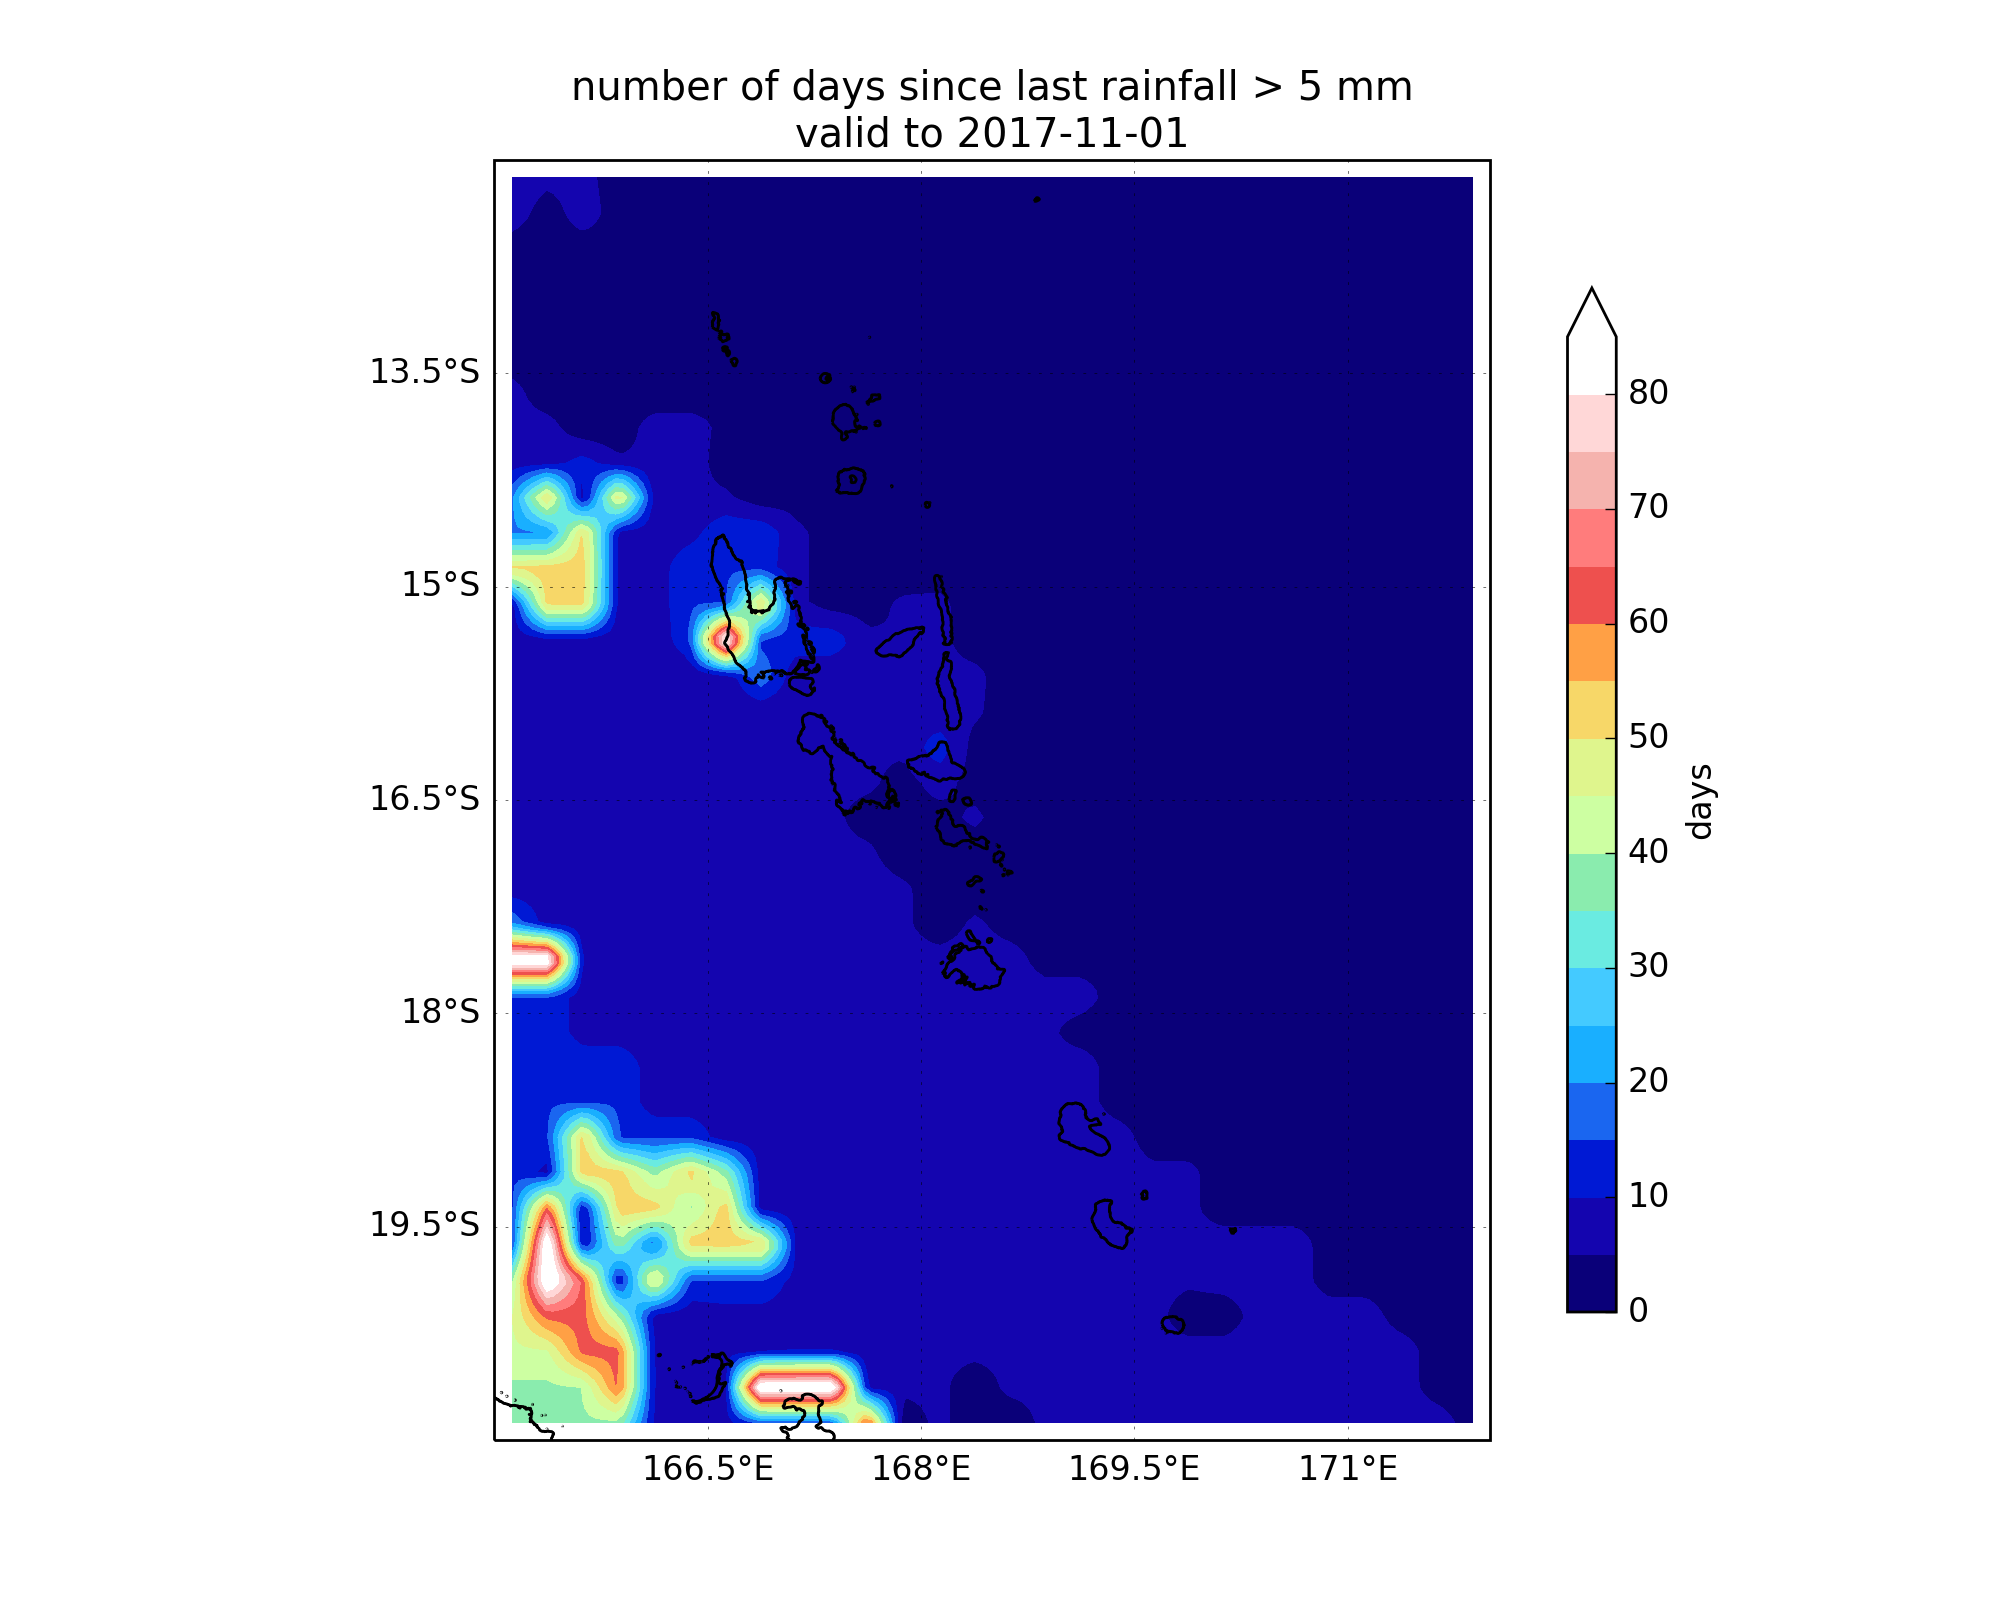 number of days since last rainfall > 5 mm
valid to 2017-11-01
13.5°S
15°S
16.5°S
18°S
19.5°S
166.5°E
168°E
169.5°E
171°E
80
70
60
50
40
30
20
10
0
days